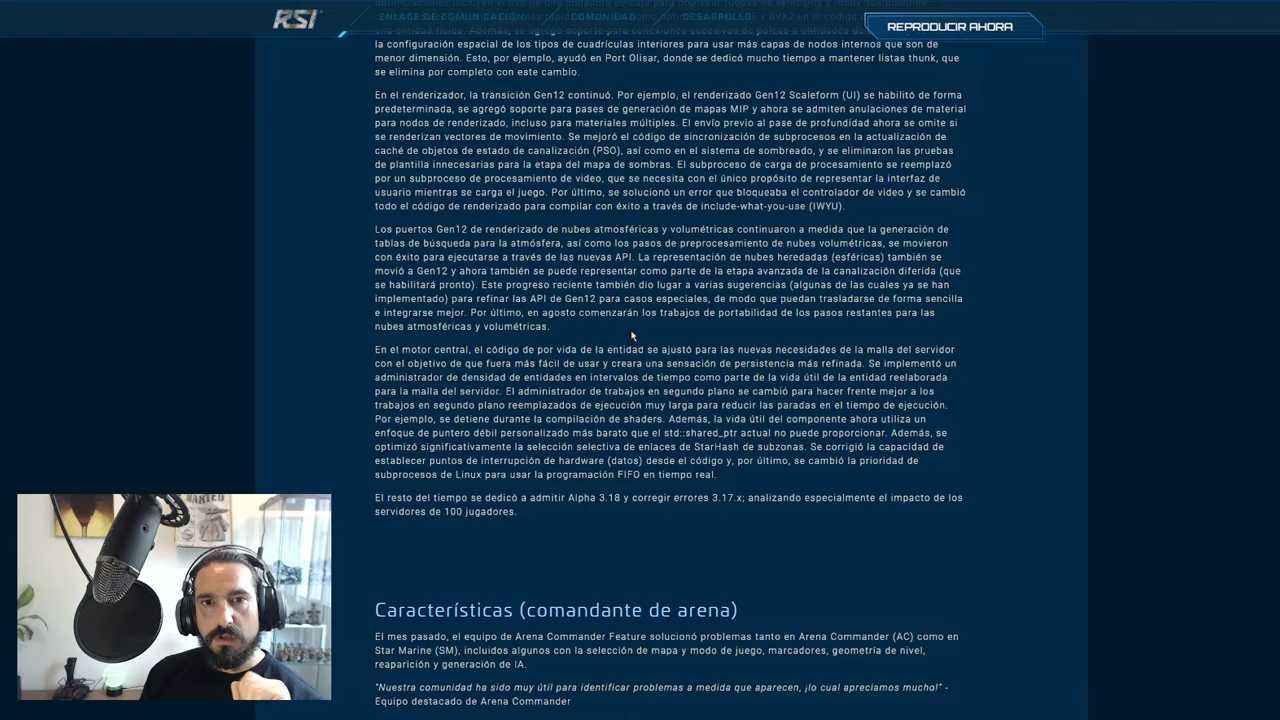 RSI
ENLACE DE COMUNICACIÓN
COMUNIDAD
DESARROLLO
REPRODUCIR AHORA
la configuración espacial de los tipos de cuadrículas interiores para usar más capas de nodos internos que son de
menor dimensión. Esto, por ejemplo, ayudó en Port Olisar, donde se dedicó mucho tiempo a mantener listas thunk, que
se elimina por completo con este cambio.
En el renderizador, la transición Gen12 continuó. Por ejemplo, el renderizado Gen12 Scaleform (UI) se habilitó de forma
predeterminada, se agregó soporte para pases de generación de mapas MIP y ahora se admiten anulaciones de material
para nodos de renderizado, incluso para materiales múltiples. El envío previo al pase de profundidad ahora se omite si
se renderizan vectores de movimiento. Se mejoró el código de sincronización de subprocesos en la actualización de
caché de objetos de estado de canalización (PSO), así como en el sistema de sombreado, y se eliminaron las pruebas
de plantilla innecesarias para la etapa del mapa de sombras. El subproceso de carga de procesamiento se reemplazó
por un subproceso de procesamiento de video, que se necesita con el único propósito de representar la interfaz de
usuario mientras se carga el juego. Por último, se solucionó un error que bloqueaba el controlador de video y se cambió
todo el código de renderizado para compilar con éxito a través de include-what-you-use (IWYU).
Los puertos Gen12 de renderizado de nubes atmosféricas y volumétricas continuaron a medida que la generación de
tablas de búsqueda para la atmósfera, así como los pasos de preprocesamiento de nubes volumétricas, se movieron
con éxito para ejecutarse a través de las nuevas API. La representación de nubes heredadas (esféricas) también se
movió a Gen12 y ahora también se puede representar como parte de la etapa avanzada de la canalización diferida (que
se habilitará pronto). Este progreso reciente también dio lugar a varias sugerencias (algunas de las cuales ya se han
implementado) para refinar las API de Gen12 para casos especiales, de modo que puedan trasladarse de forma sencilla
e integrarse mejor. Por último, en agosto comenzarán los trabajos de portabilidad de los pasos restantes para las
nubes atmosféricas y volumétricas.
En el motor central, el código de por vida de la entidad se ajustó para las nuevas necesidades de la malla del servidor
con el objetivo de que fuera más fácil de usar y creara una sensación de persistencia más refinada. Se implementó un
administrador de densidad de entidades en intervalos de tiempo como parte de la vida útil de la entidad reelaborada
para la malla del servidor. El administrador de trabajos en segundo plano se cambió para hacer frente mejor a los
trabajos en segundo plano reemplazados de ejecución muy larga para reducir las paradas en el tiempo de ejecución.
Por ejemplo, se detiene durante la compilación de shaders. Además, la vida útil del componente ahora utiliza un
enfoque de puntero débil personalizado más barato que el std::shared_ptr actual no puede proporcionar. Además, se
optimizó significativamente la selección selectiva de enlaces de StarHash de subzonas. Se corrigió la capacidad de
establecer puntos de interrupción de hardware (datos) desde el código y, por último, se cambió la prioridad de
subprocesos de Linux para usar la programación FIFO en tiempo real.
El resto del tiempo se dedicó a admitir Alpha 3.18 y corregir errores 3.17.x; analizando especialmente el impacto de los
servidores de 100 jugadores.
Características (comandante de arena)
El mes pasado, el equipo de Arena Commander Feature solucionó problemas tanto en Arena Commander (AC) como en
Star Marine (SM), incluidos algunos con la selección de mapa y modo de juego, marcadores, geometría de nivel,
reaparición y generación de IA.
"Nuestra comunidad ha sido muy útil para identificar problemas a medida que aparecen, ¡lo cual apreciamos mucho!" -
Equipo destacado de Arena Commander